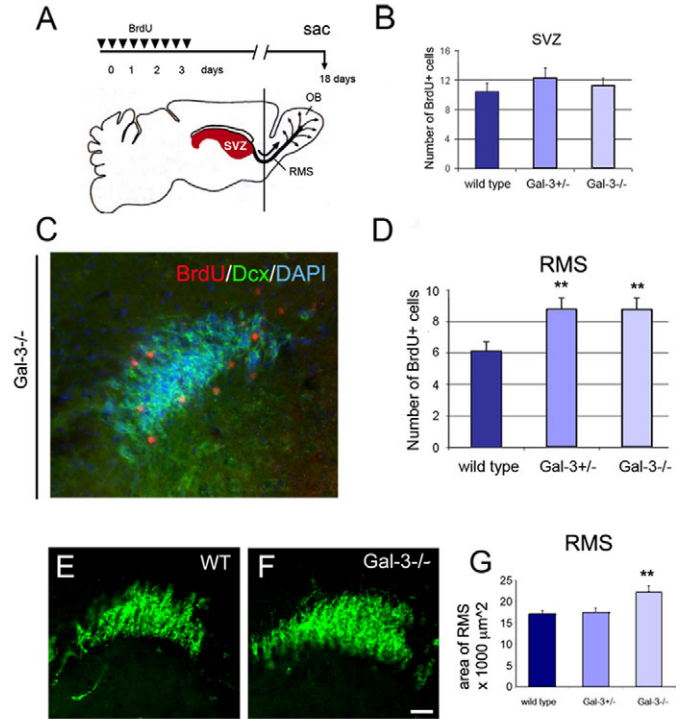 A
BrdU
sac
0 1 2 3 days
18 days
OB
SVZ
RMS
B
SVZ
Number of BrdU+ cells
16
12
8
4
0
wild type Gal-3+/- Gal-3-/-
C
Gal-3-/-
BrdU/Dcx/DAPI
D
RMS
Number of BrdU+ cells
10
8
6
4
2
0
** **
wild type Gal-3+/- Gal-3-/-
E WT
F Gal-3-/-
G
RMS
area of RMS
x 1000 µm^2
25
20
15
10
5
0
**
wild type Gal-3+/- Gal-3-/-